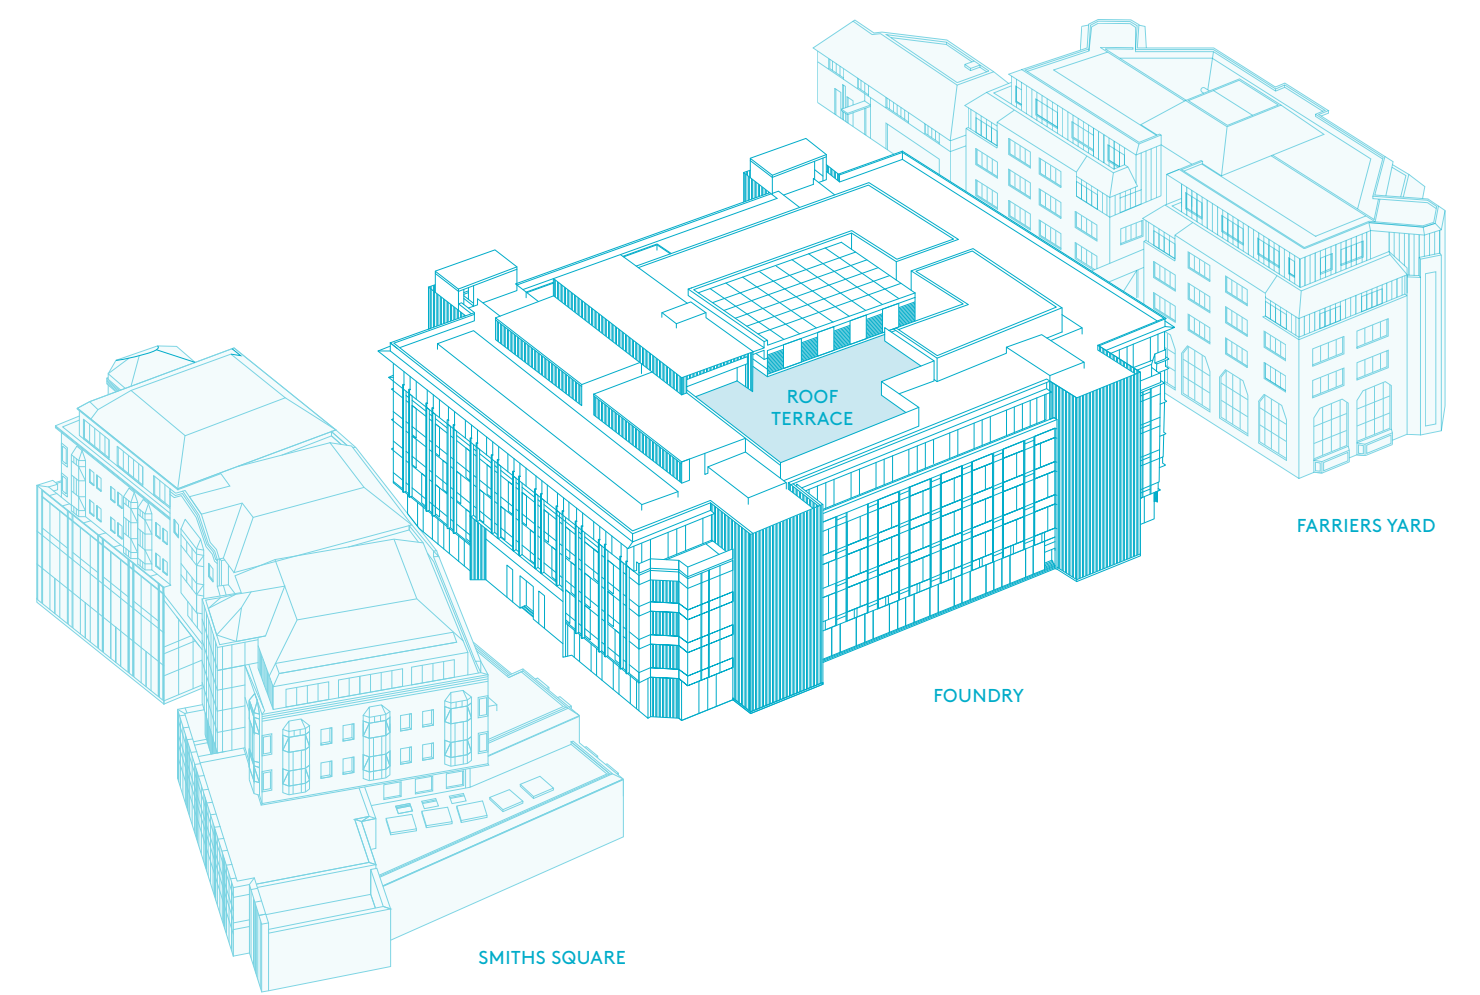 ROOF
TERRACE
FARRIERS YARD
FOUNDRY
SMITHS SQUARE